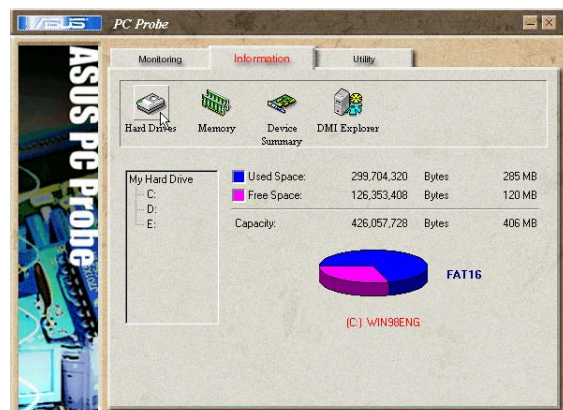 ASUS PC Probe
ASUS PC Probe
Monitoring Information Utility
Hard Drives Memory Device Summary DMI Explorer
My Hard Drive
C:
D:
E:
Used Space: 299,704,320 Bytes 285 MB
Free Space: 126,353,408 Bytes 120 MB
Capacity: 426,057,728 Bytes 406 MB
FAT16
(C:) WIN98ENG